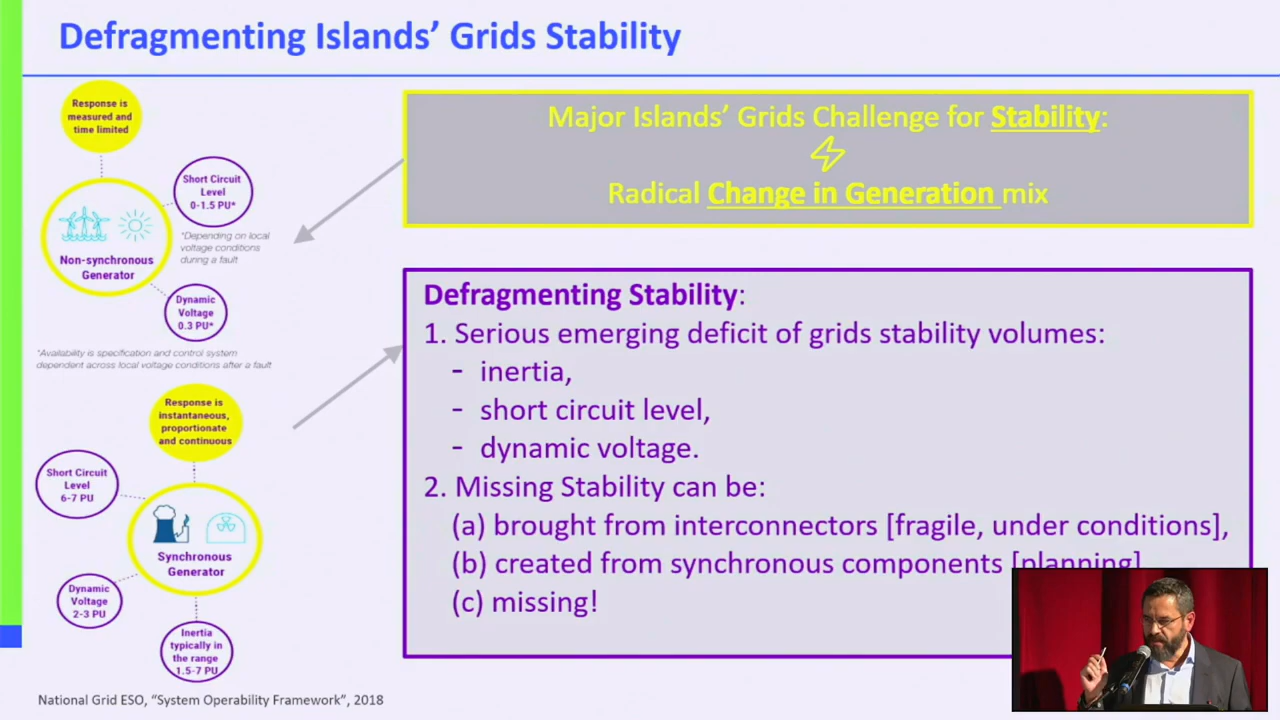 Defragmenting Islands' Grids Stability
Response is
measured and
time limited
Short Circuit
Level
0-1.5 PU*
*Depending on local
voltage conditions
during a fault
Non-synchronous
Generator
Dynamic
Voltage
0.3 PU*
*Availability is specification and control system
dependent across local voltage conditions after a fault
Response is
instantaneous,
proportionate
and continuous
Short Circuit
Level
6-7 PU
Synchronous
Generator
Dynamic
Voltage
2-3 PU
Inertia
typically in
the range
1.5-7 PU
National Grid ESO, "System Operability Framework", 2018
Major Islands' Grids Challenge for Stability:
Radical Change in Generation mix
Defragmenting Stability:
1. Serious emerging deficit of grids stability volumes:
- inertia,
- short circuit level,
- dynamic voltage.
2. Missing Stability can be:
(a) brought from interconnectors [fragile, under conditions],
(b) created from synchronous components [planning]
(c) missing!